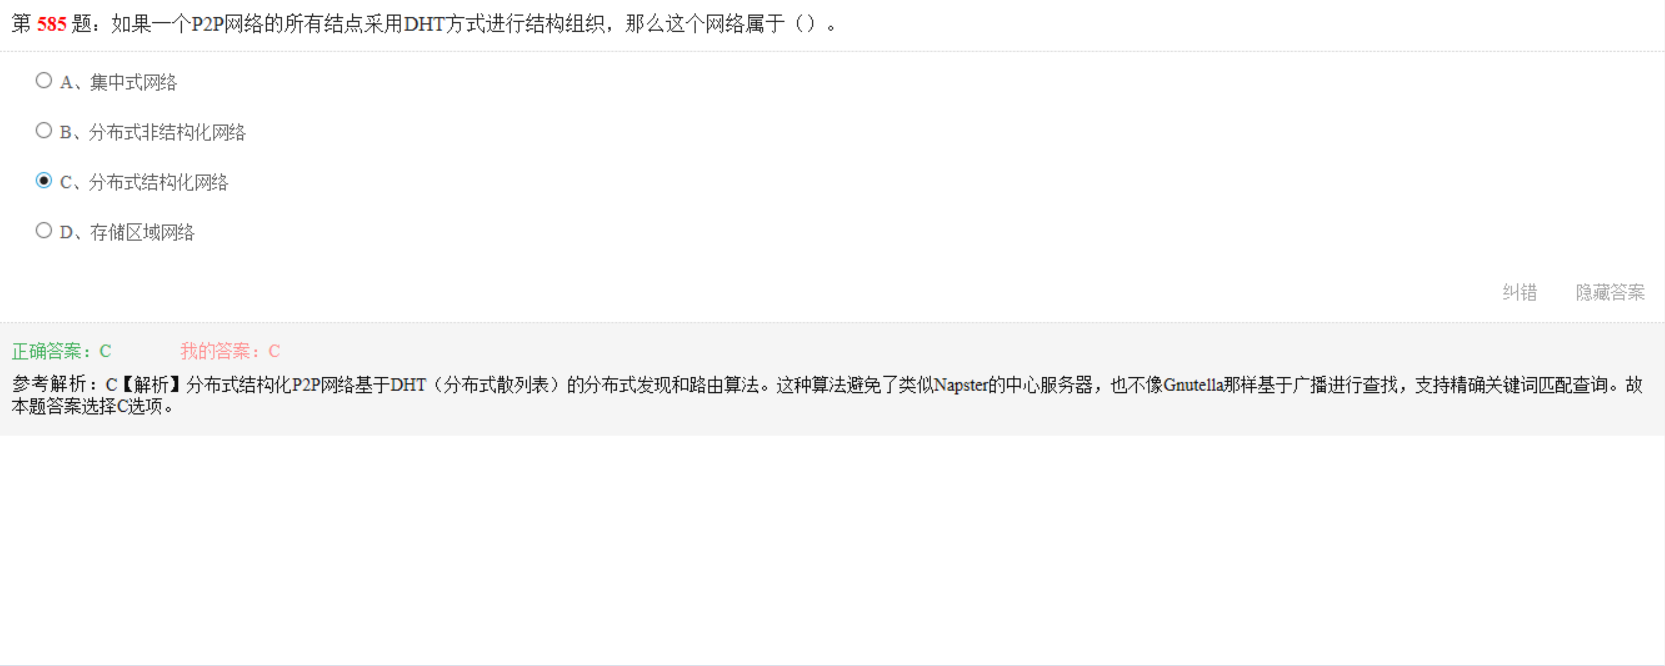 第 585 题：如果一个P2P网络的所有结点采用DHT方式进行结构组织，那么这个网络属于（）。
A、集中式网络
B、分布式非结构化网络
C、分布式结构化网络
D、存储区域网络
纠错 隐藏答案
正确答案：C 我的答案：C
参考解析：C【解析】分布式结构化P2P网络基于DHT（分布式散列表）的分布式发现和路由算法。这种算法避免了类似Napster的中心服务器，也不像Gnutella那样基于广播进行查找，支持精确关键词匹配查询。故
本题答案选择C选项。